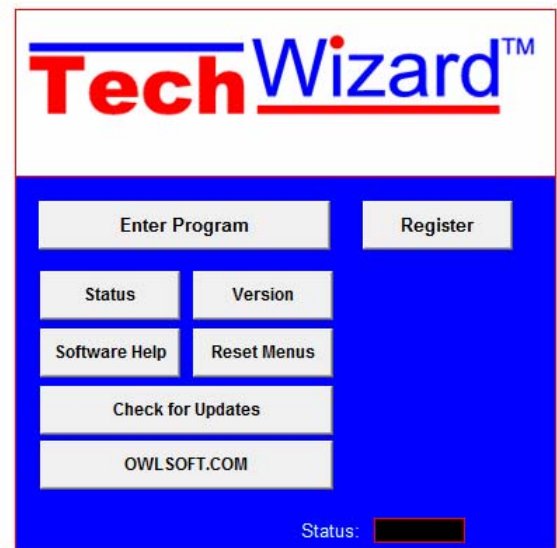 TechWizard™
Enter Program Register
Status Version
Software Help Reset Menus
Check for Updates
OWLSOFT.COM
Status: